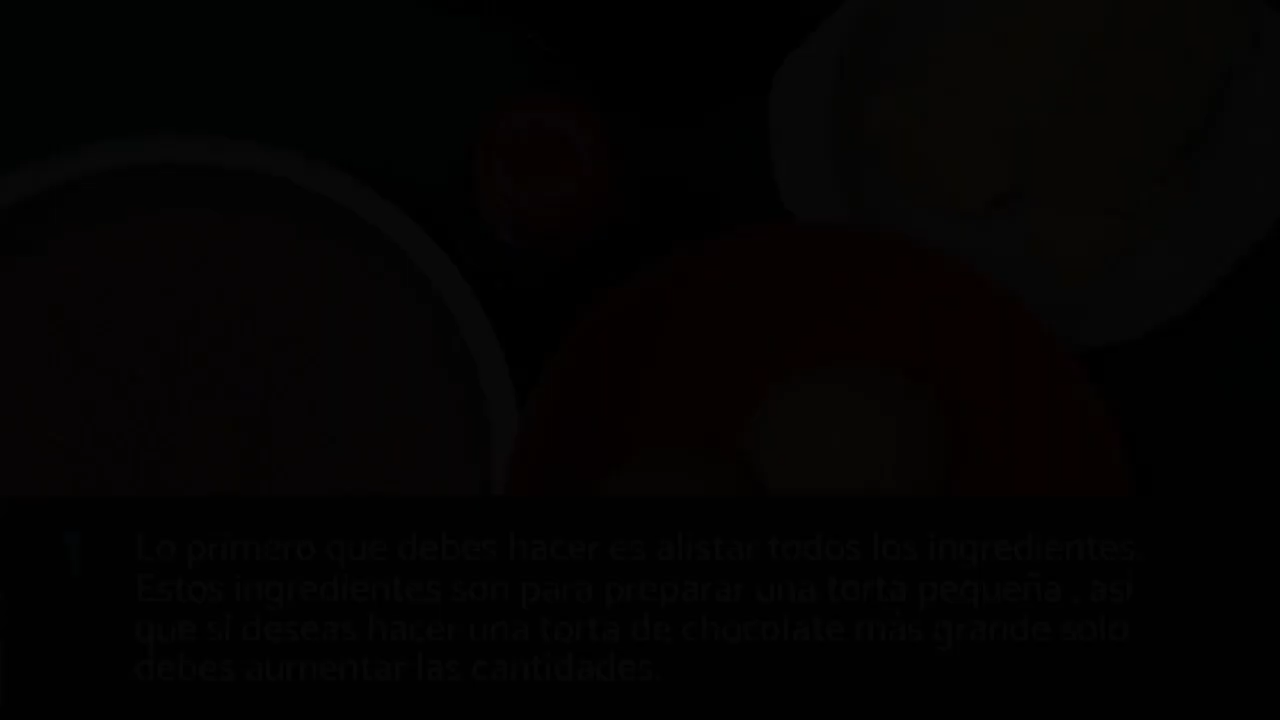 1
Lo primero que debes hacer es alistar todos los ingredientes.
Estos ingredientes son para preparar una torta pequeña , así
que si deseas hacer una torta de chocolate más grande solo
debes aumentar las cantidades.